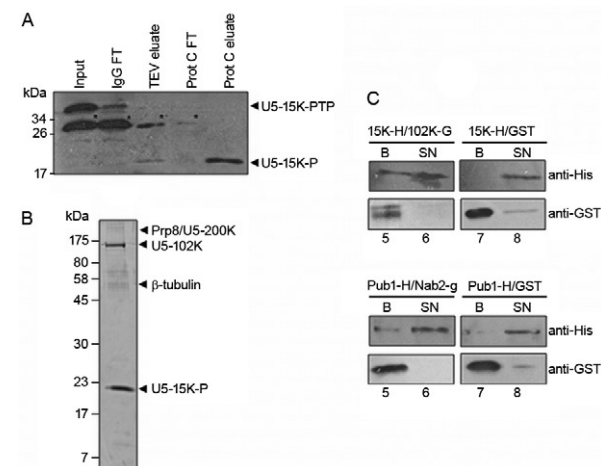 A
Input
IgG FT
TEV eluate
Prot C FT
Prot C eluate
kDa
34
26
17
U5-15K-PTP
U5-15K-P
B
kDa
175
80
58
45
30
23
17
7
Prp8/U5-200K
U5-102K
β-tubulin
U5-15K-P
C
15K-H/102K-G 15K-H/GST
B SN B SN
anti-His
anti-GST
5 6 7 8
Pub1-H/Nab2-g Pub1-H/GST
B SN B SN
anti-His
anti-GST
5 6 7 8